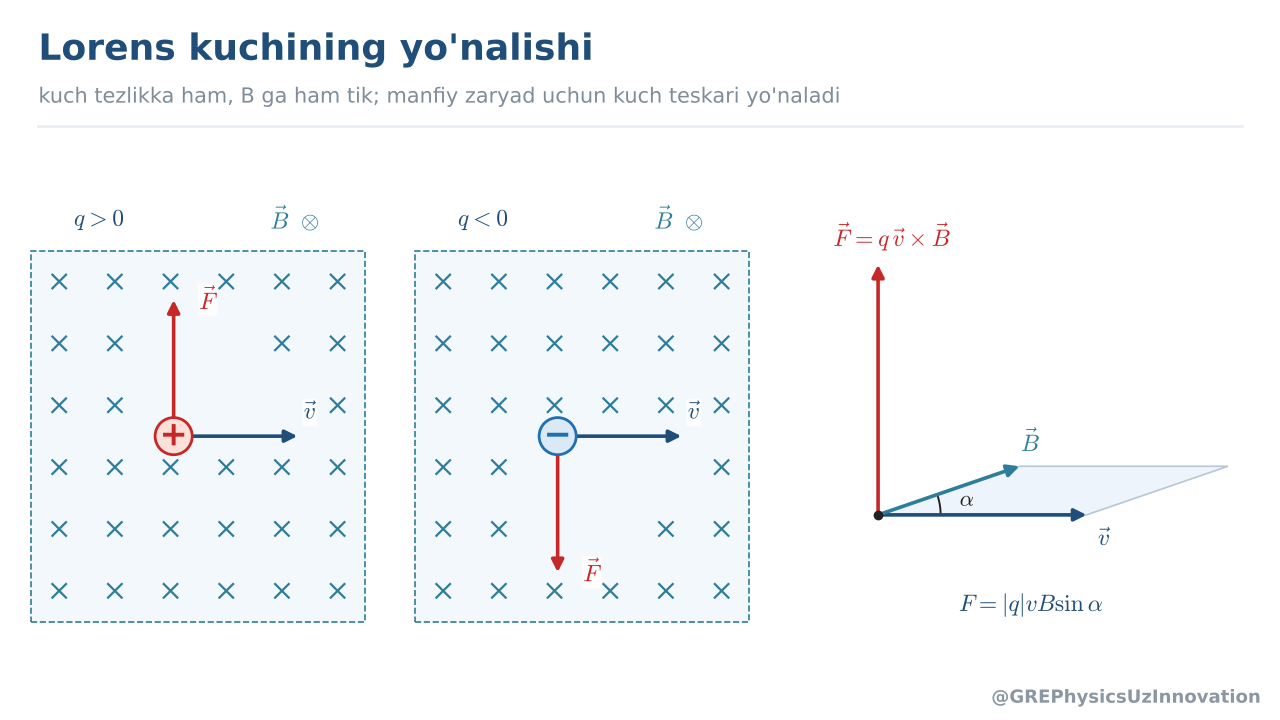 Lorens kuchining yo'nalishi
kuch tezlikka ham, B ga ham tik; manfiy zaryad uchun kuch teskari yo'naladi
q > 0
B⃗ ⊗
F⃗
v⃗
+
q < 0
B⃗ ⊗
v⃗
−
F⃗
F⃗ = q v⃗ × B⃗
B⃗
α
v⃗
F = |q|vB sin α
@GREPhysicsUzInnovation